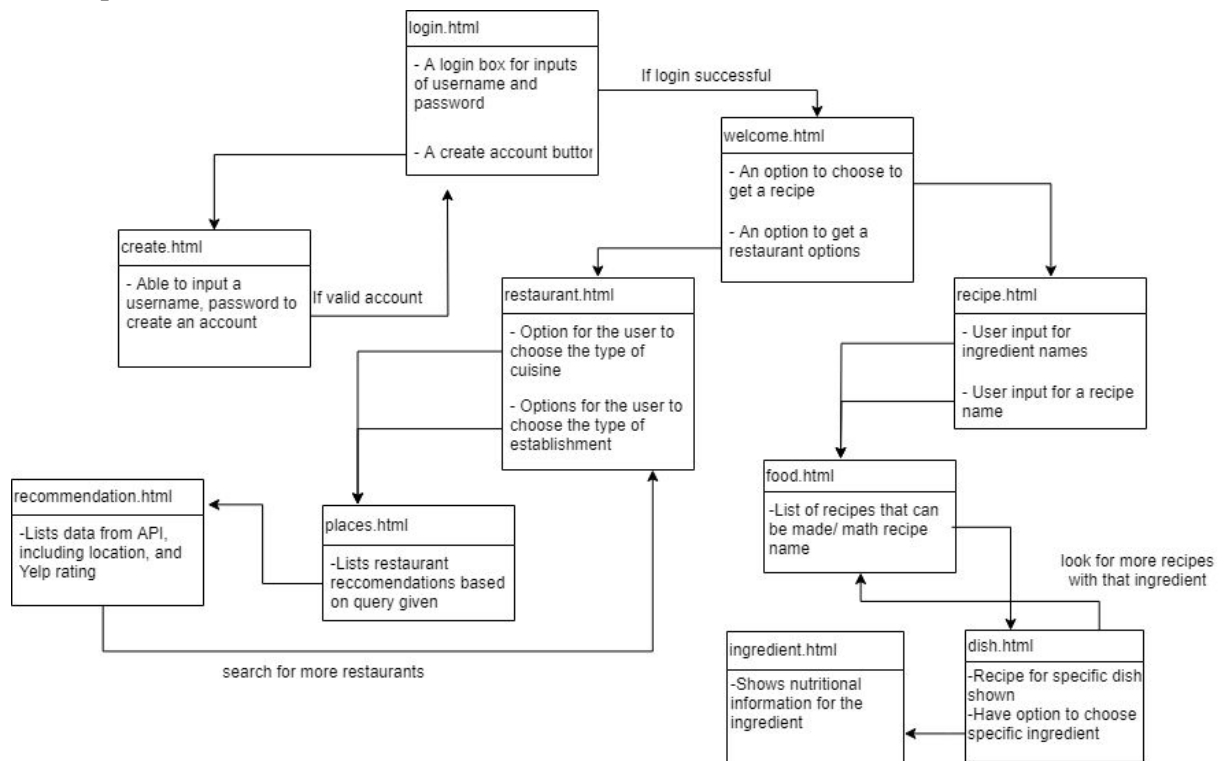 login.html
- A login box for inputs
of username and
password
- A create account button
If login successful
welcome.html
- An option to choose to
get a recipe
- An option to get a
restaurant options
create.html
- Able to input a
username, password to
create an account
If valid account
restaurant.html
- Option for the user to
choose the type of
cuisine
- Options for the user to
choose the type of
establishment
recipe.html
- User input for
ingredient names
- User input for a recipe
name
food.html
-List of recipes that can
be made/ math recipe
name
recommendation.html
-Lists data from API,
including location, and
Yelp rating
places.html
-Lists restaurant
reccomendations based
on query given
look for more recipes
with that ingredient
search for more restaurants
ingredient.html
-Shows nutritional
information for the
ingredient
dish.html
-Recipe for specific dish
shown
-Have option to choose
specific ingredient